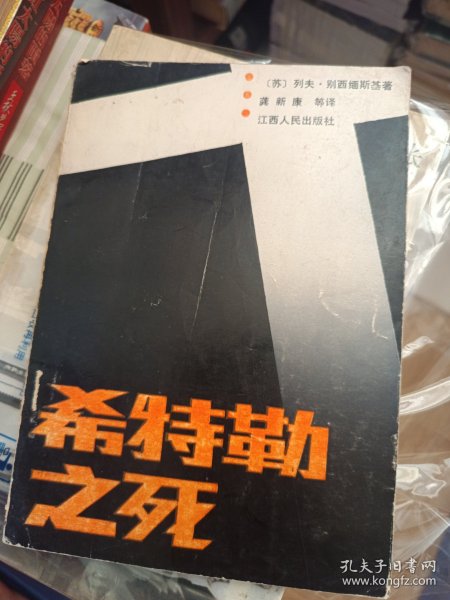 〔苏〕列夫·别西缅斯基著
龚新康 等译
江西人民出版社
希特勒
之死
孔夫子旧书网
www.kongfz.com